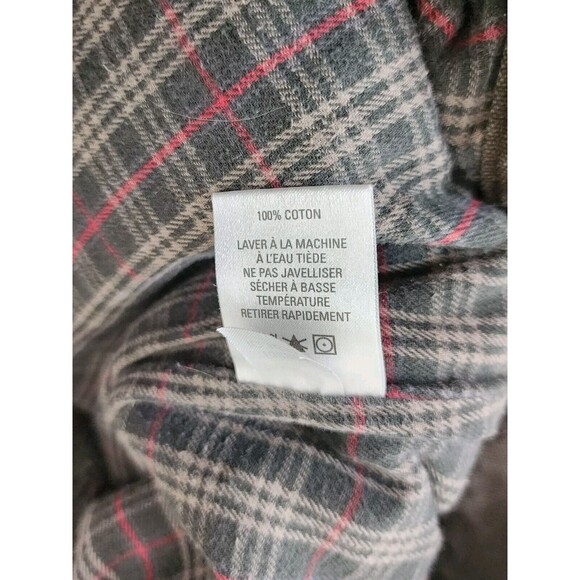 100% COTON
LAVER À LA MACHINE
À L'EAU TIÈDE
NE PAS JAVELLISER
SÉCHER À BASSE
TEMPÉRATURE
RETIRER RAPIDEMENT